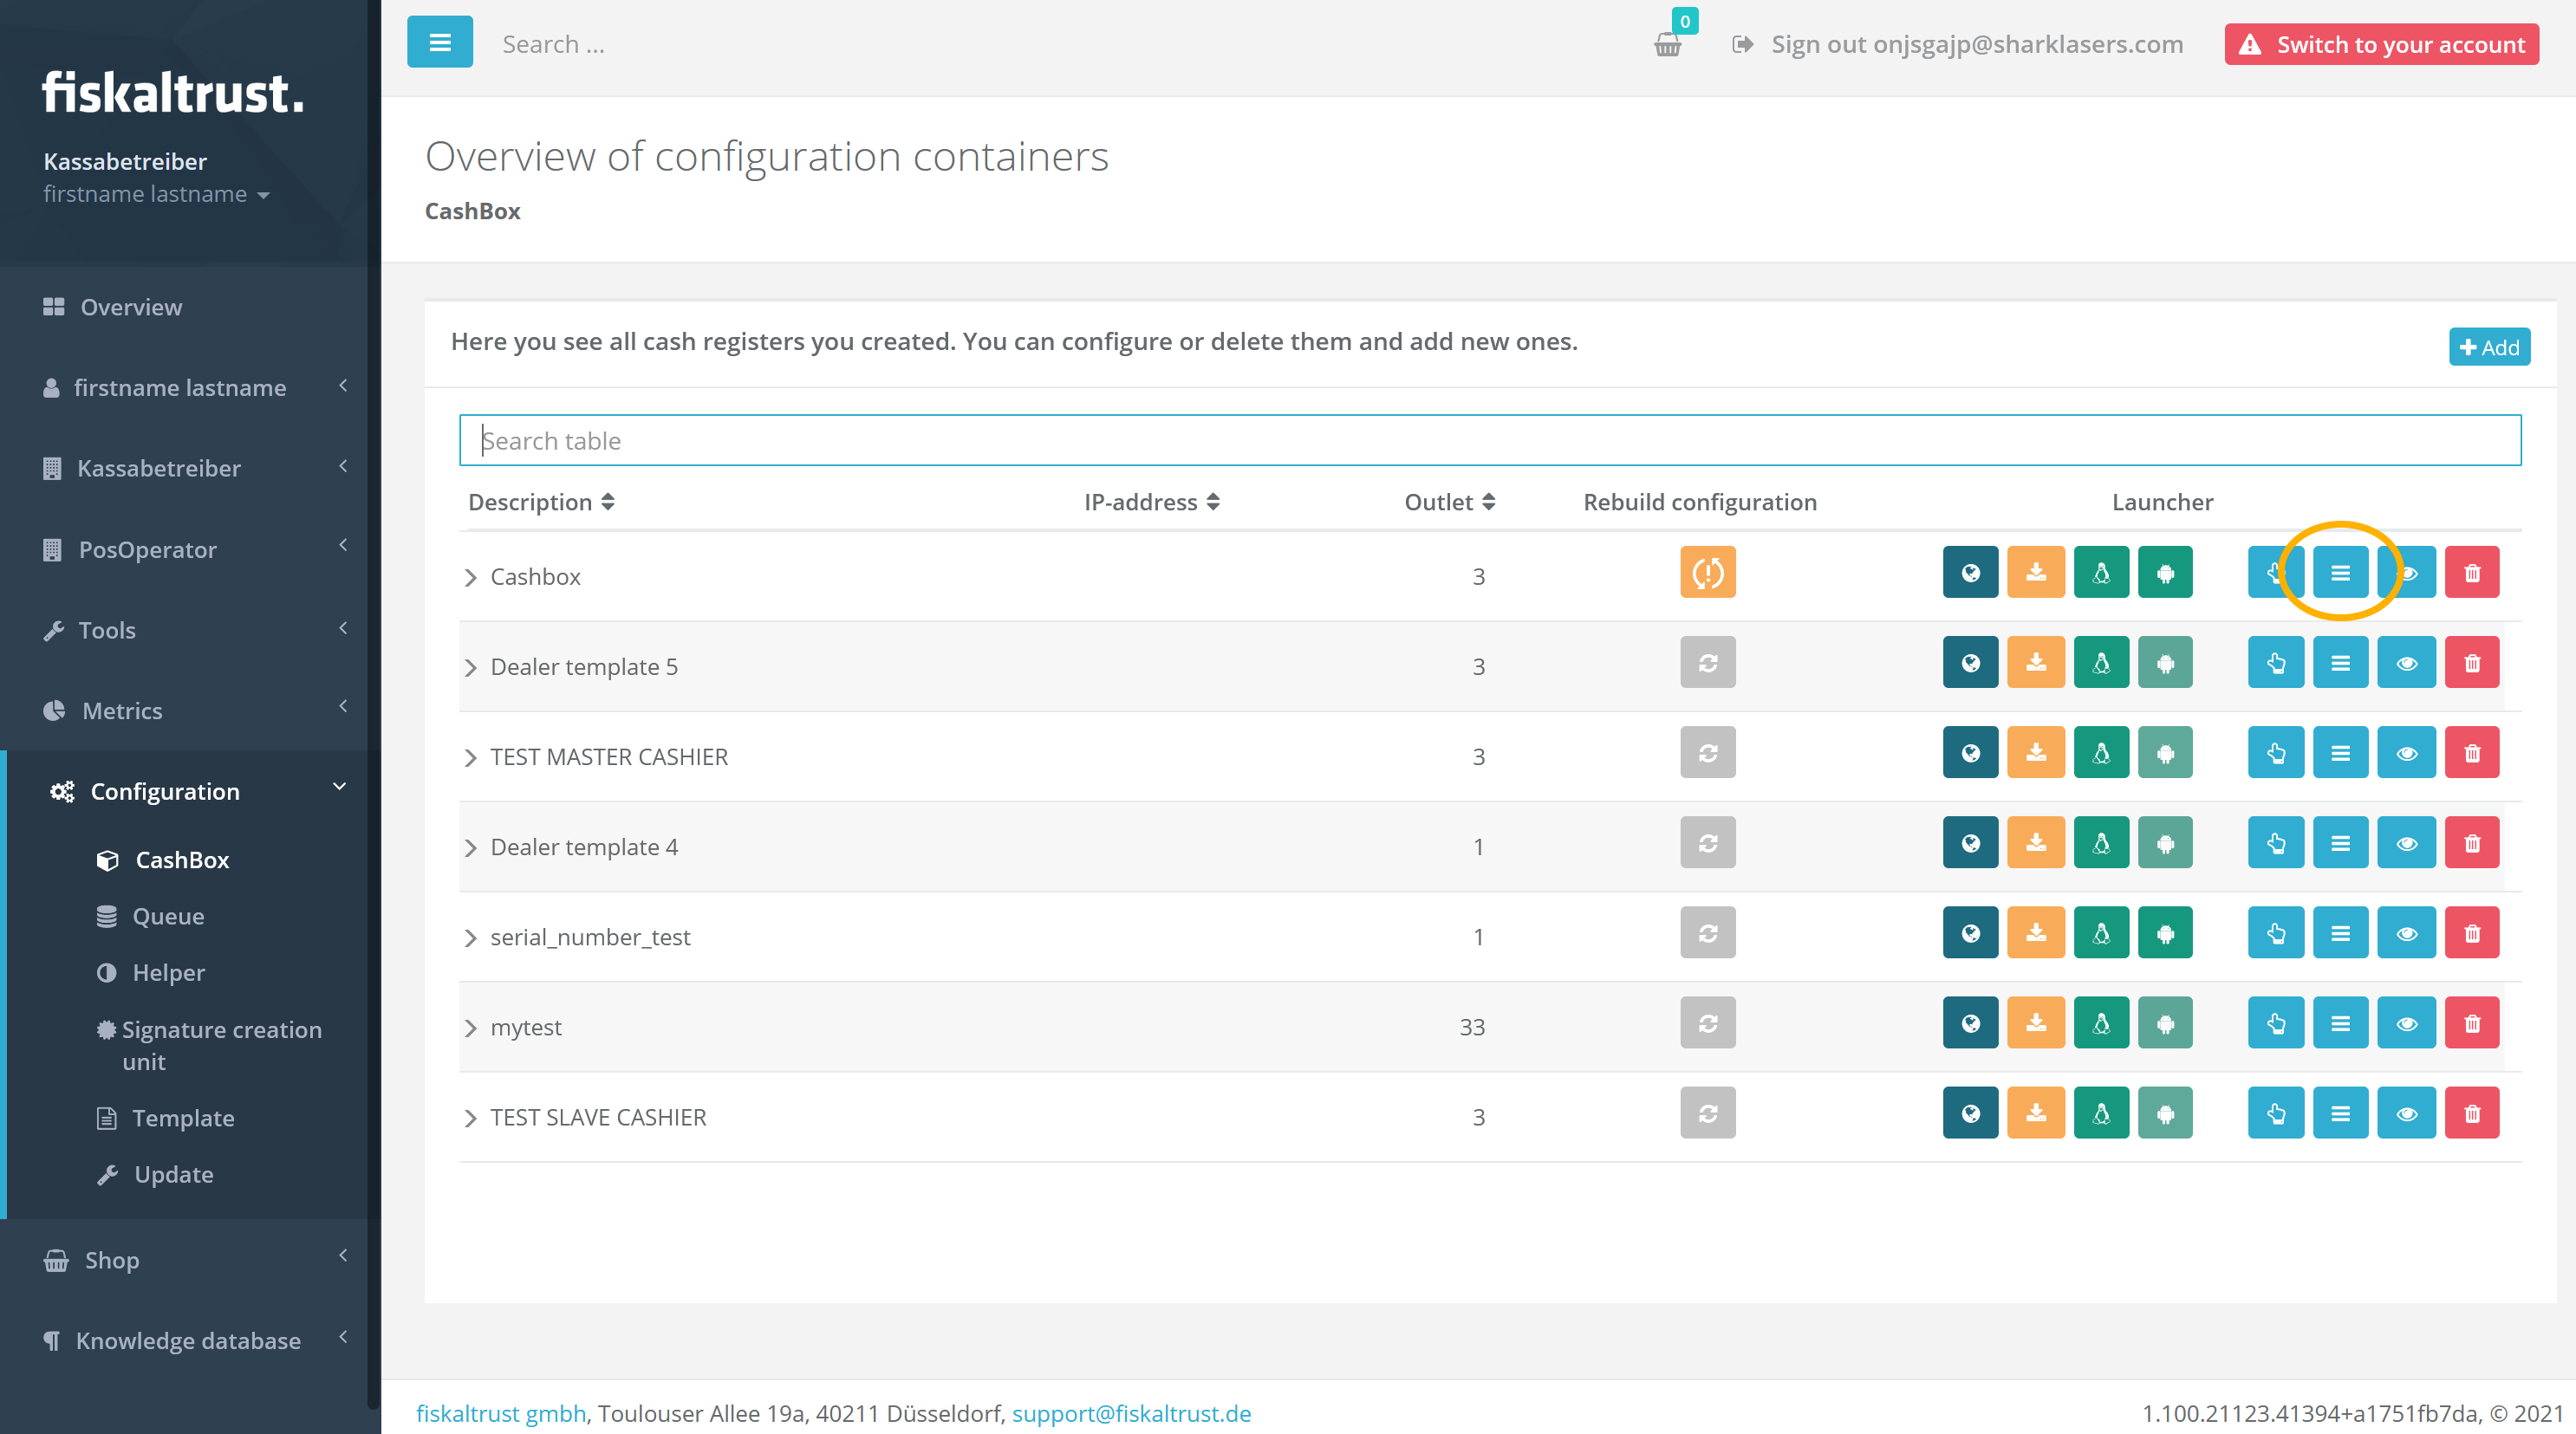 fiskaltrust.
Kassabetreiber
firstname lastname
Overview
firstname lastname
Kassabetreiber
PosOperator
Tools
Metrics
Configuration
CashBox
Queue
Helper
Signature creation
unit
Template
Update
Shop
Knowledge database
Search ...
0
Sign out onjsgajp@sharklasers.com
Switch to your account
Overview of configuration containers
CashBox
Here you see all cash registers you created. You can configure or delete them and add new ones.
Add
Search table
Description IP-address Outlet Rebuild configuration Launcher
Cashbox 3
Dealer template 5 3
TEST MASTER CASHIER 3
Dealer template 4 1
serial_number_test 1
mytest 33
TEST SLAVE CASHIER 3
fiskaltrust gmbh, Toulouser Allee 19a, 40211 Düsseldorf, support@fiskaltrust.de
1.100.21123.41394+a1751fb7da, © 2021